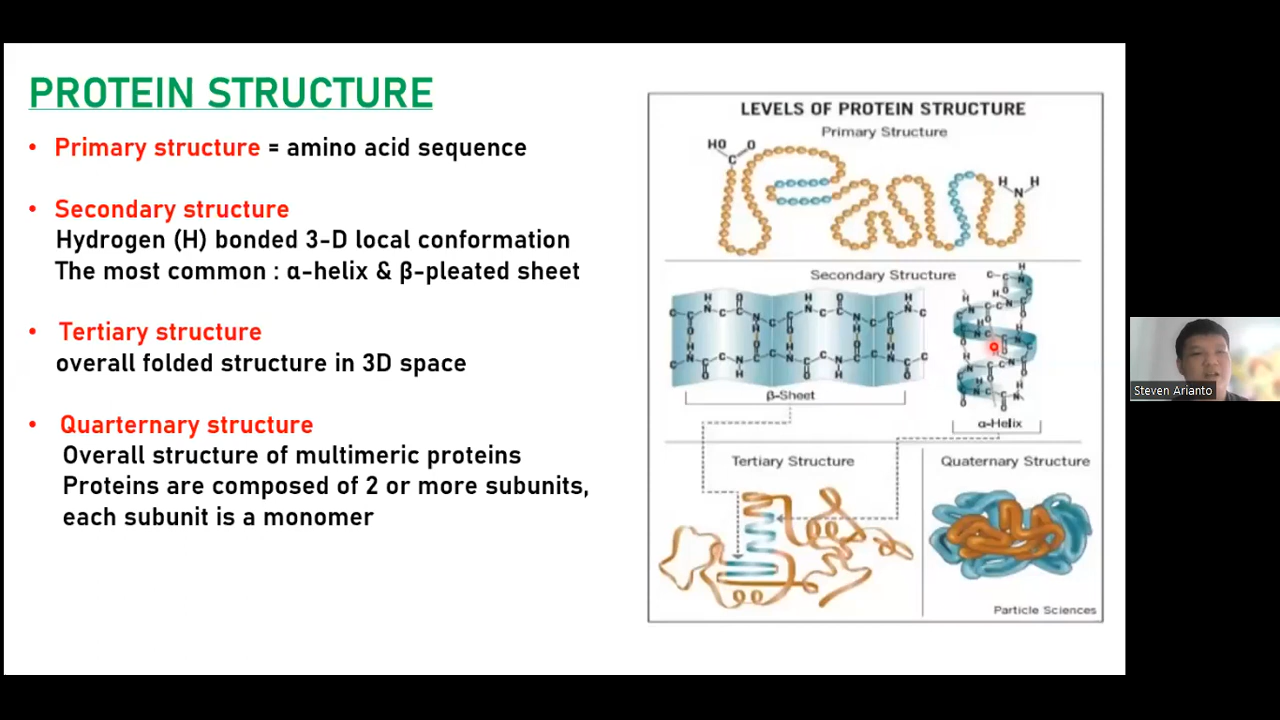 PROTEIN STRUCTURE
• Primary structure = amino acid sequence
• Secondary structure
Hydrogen (H) bonded 3-D local conformation
The most common : α-helix & β-pleated sheet
• Tertiary structure
overall folded structure in 3D space
• Quarternary structure
Overall structure of multimeric proteins
Proteins are composed of 2 or more subunits,
each subunit is a monomer
LEVELS OF PROTEIN STRUCTURE
Primary Structure
HO O
C
H H
N
Secondary Structure
β-Sheet
α-Helix
Tertiary Structure
Quaternary Structure
Particle Sciences
Steven Arianto